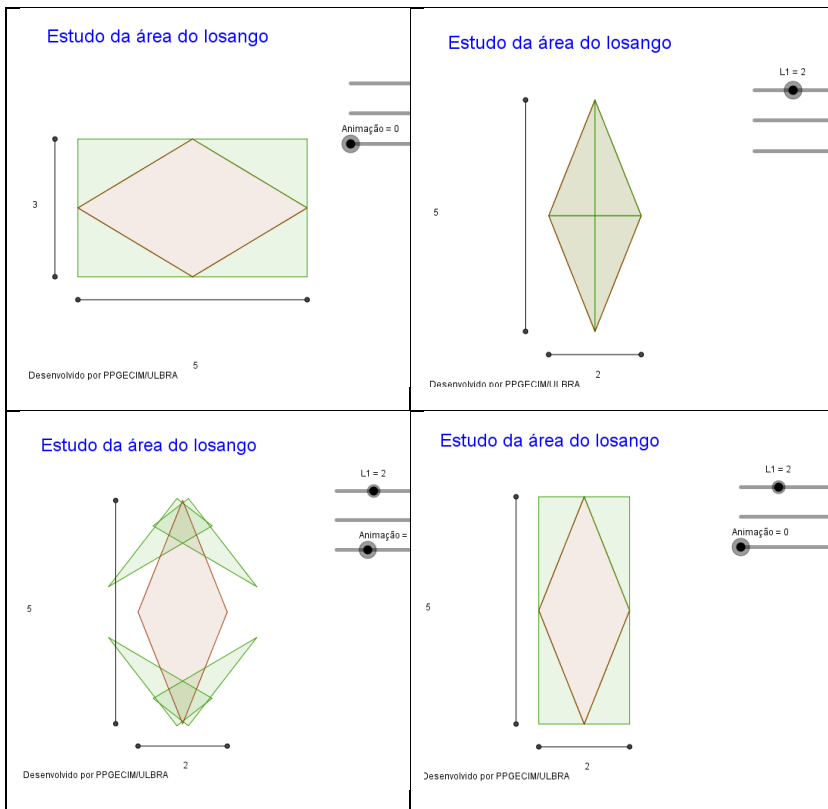 Estudo da área do losango
Animação = 0
3
5
Desenvolvido por PPGECIM/ULBRA
Estudo da área do losango
L1 = 2
5
2
Desenvolvido por PPGECIM/ULBRA
Estudo da área do losango
L1 = 2
Animação =
5
2
Desenvolvido por PPGECIM/ULBRA
Estudo da área do losango
L1 = 2
Animação = 0
5
2
Desenvolvido por PPGECIM/ULBRA